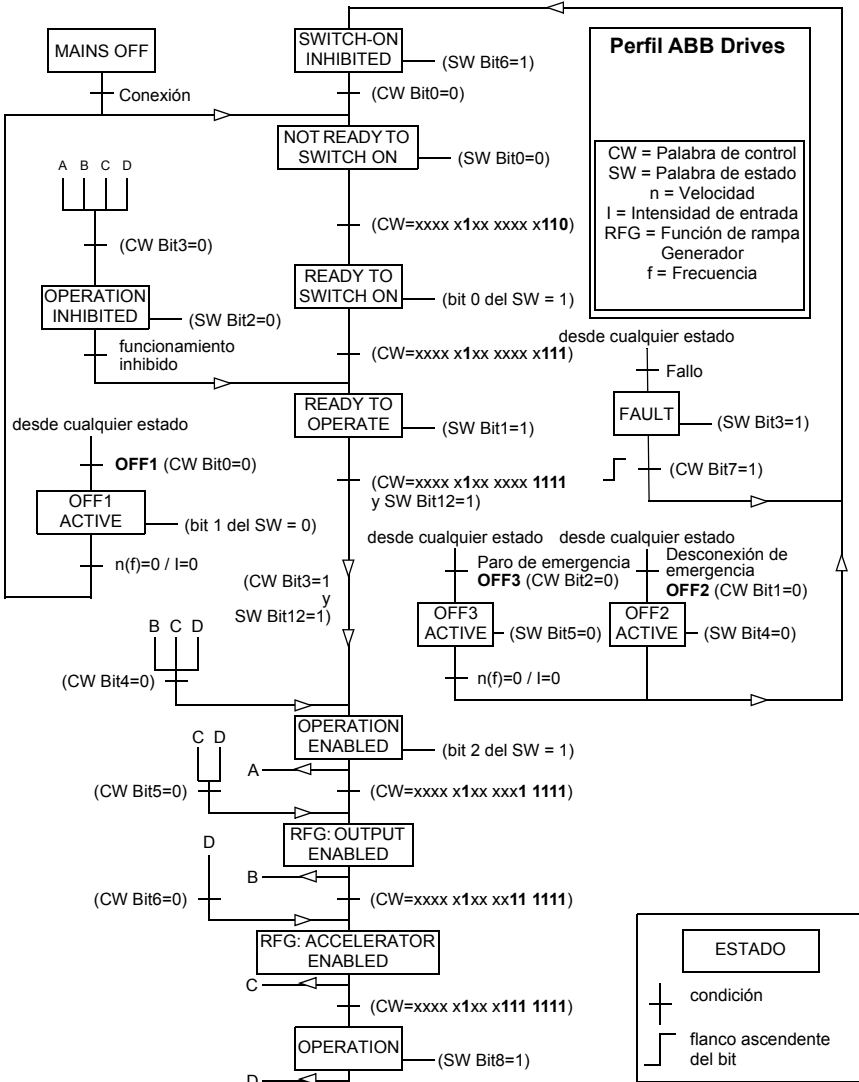 MAINS OFF
Conexión
SWITCH-ON
INHIBITED
(SW Bit6=1)
(CW Bit0=0)
NOT READY TO
SWITCH ON
(SW Bit0=0)
(CW=xxxx x1xx xxxx x110)
READY TO
SWITCH ON
(bit 0 del SW = 1)
(CW=xxxx x1xx xxxx x111)
A B C D
(CW Bit3=0)
OPERATION
INHIBITED
(SW Bit2=0)
funcionamiento
inhibido
READY TO
OPERATE
(SW Bit1=1)
(CW=xxxx x1xx xxxx 1111
y SW Bit12=1)
desde cualquier estado
OFF1 (CW Bit0=0)
OFF1
ACTIVE
(bit 1 del SW = 0)
n(f)=0 / I=0
(CW Bit3=1
y
SW Bit12=1)
Perfil ABB Drives
CW = Palabra de control
SW = Palabra de estado
n = Velocidad
I = Intensidad de entrada
RFG = Función de rampa
Generador
f = Frecuencia
desde cualquier estado
Fallo
FAULT
(SW Bit3=1)
(CW Bit7=1)
desde cualquier estado
Paro de emergencia
OFF3 (CW Bit2=0)
OFF3
ACTIVE
(SW Bit5=0)
n(f)=0 / I=0
desde cualquier estado
Desconexión de
emergencia
OFF2 (CW Bit1=0)
OFF2
ACTIVE
(SW Bit4=0)
B C D
(CW Bit4=0)
OPERATION
ENABLED
(bit 2 del SW = 1)
A
(CW=xxxx x1xx xxx1 1111)
C D
(CW Bit5=0)
RFG: OUTPUT
ENABLED
B
(CW=xxxx x1xx xx11 1111)
D
(CW Bit6=0)
RFG: ACCELERATOR
ENABLED
C
(CW=xxxx x1xx x111 1111)
OPERATION
(SW Bit8=1)
D
ESTADO
condición
flanco ascendente
del bit